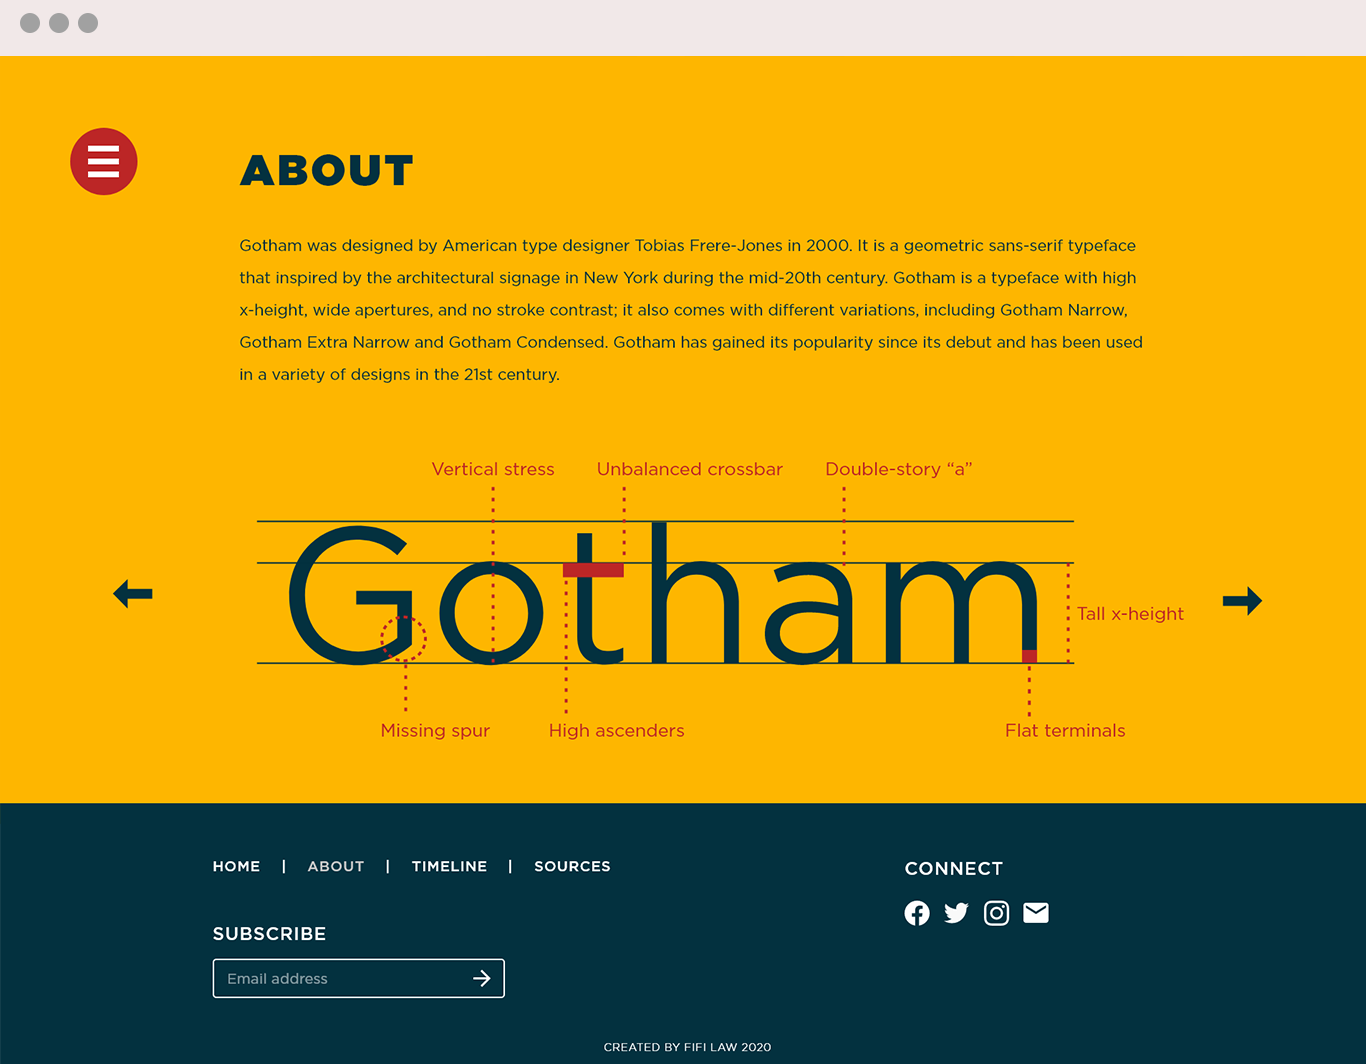 ABOUT
Gotham was designed by American type designer Tobias Frere-Jones in 2000. It is a geometric sans-serif typeface
that inspired by the architectural signage in New York during the mid-20th century. Gotham is a typeface with high
x-height, wide apertures, and no stroke contrast; it also comes with different variations, including Gotham Narrow,
Gotham Extra Narrow and Gotham Condensed. Gotham has gained its popularity since its debut and has been used
in a variety of designs in the 21st century.
Vertical stress
Unbalanced crossbar
Double-story “a”
Gotham
Tall x-height
Missing spur
High ascenders
Flat terminals
HOME | ABOUT | TIMELINE | SOURCES
CONNECT
SUBSCRIBE
Email address
CREATED BY FIFI LAW 2020